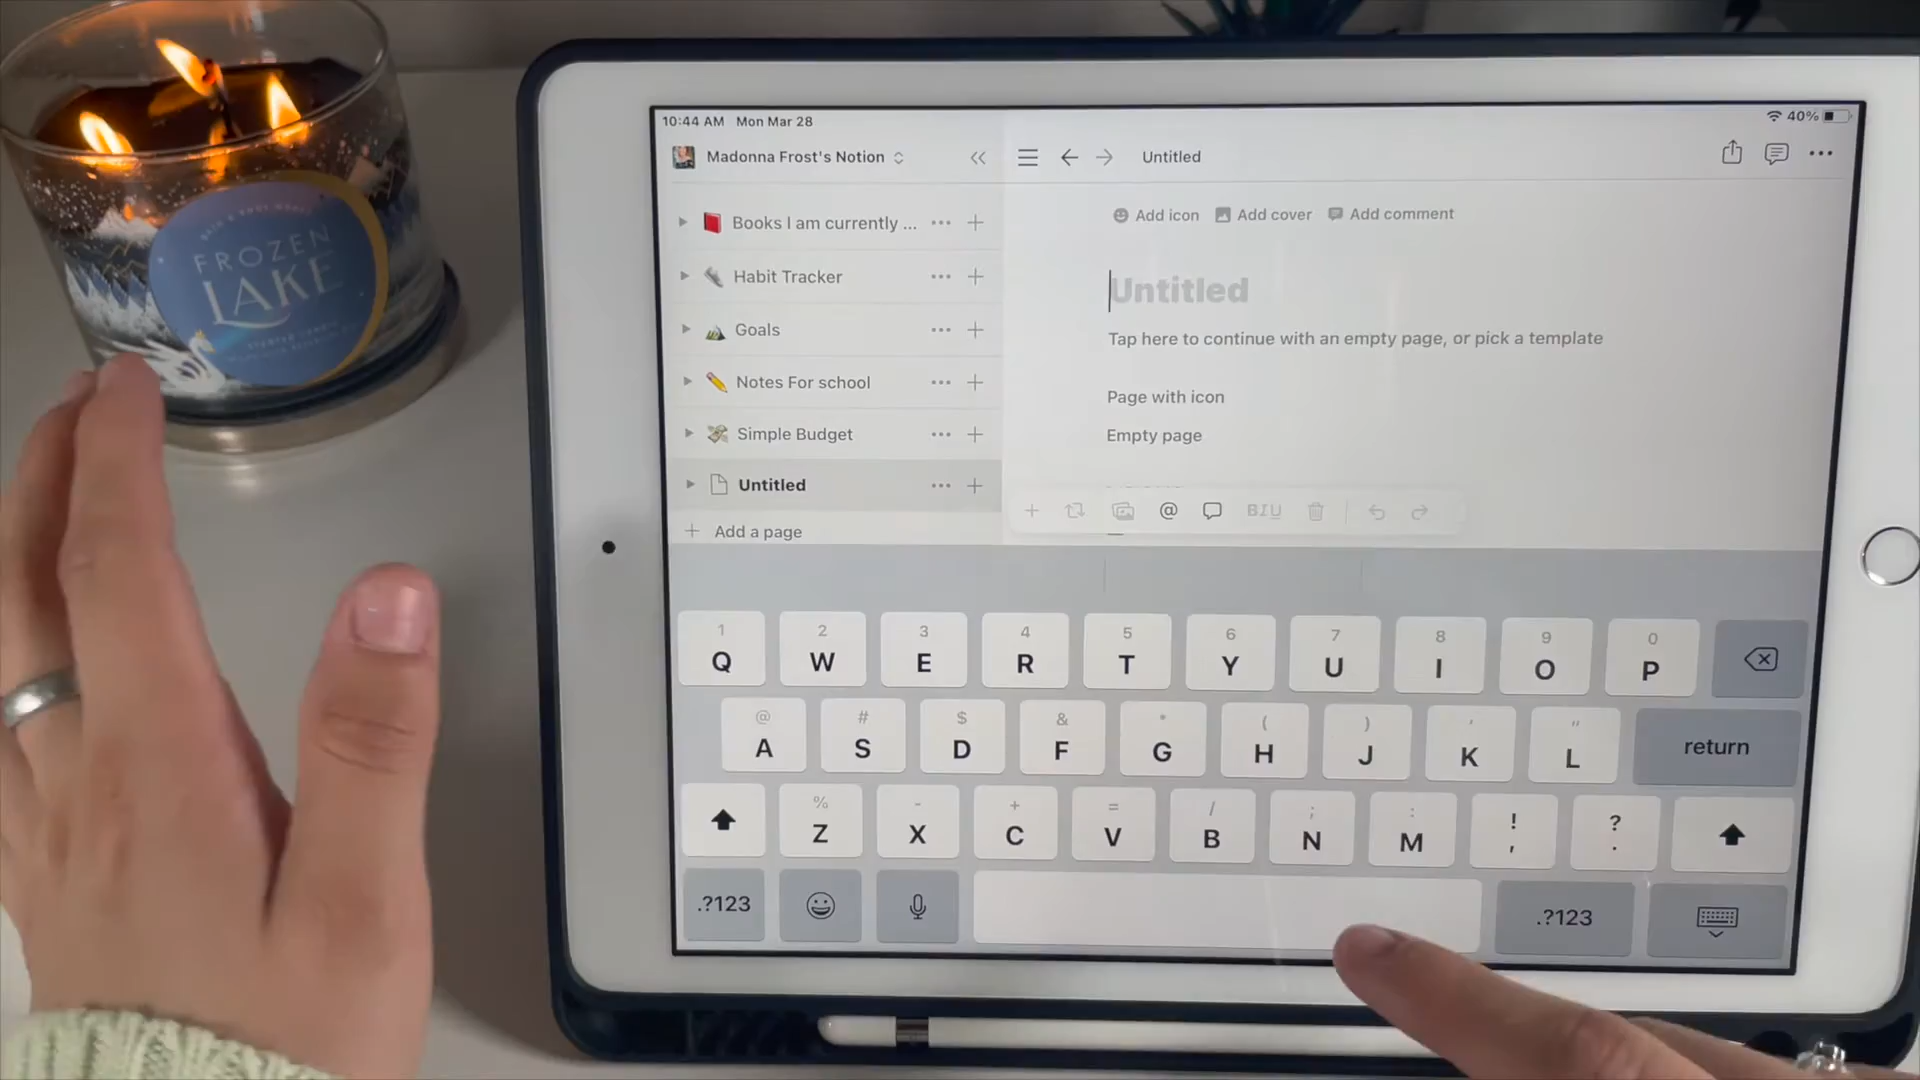 FROZEN
LAKE
10:44 AM Mon Mar 28
40%
Madonna Frost's Notion
Untitled
Books I am currently ...
Habit Tracker
Goals
Notes For school
Simple Budget
Untitled
Add a page
Add icon
Add cover
Add comment
Untitled
Tap here to continue with an empty page, or pick a template
Page with icon
Empty page
@
BIU
1 2 3 4 5 6 7 8 9 0
Q W E R T Y U I O P
@ # $ & * ( ) ' "
A S D F G H J K L return
% - + = / ; : ! ?
Z X C V B N M , .
.?123 .?123